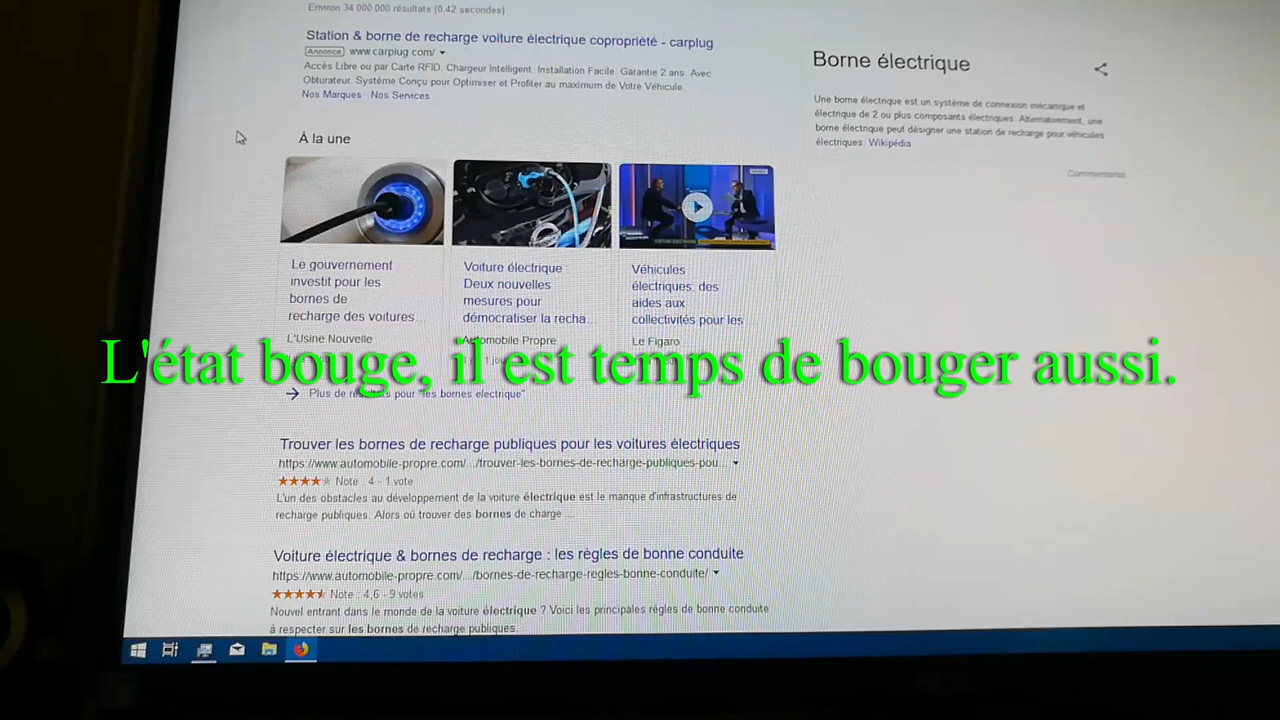 Environ 34 000 000 résultats (0,42 secondes)
Station & borne de recharge voiture électrique copropriété - carplug
Annonce www.carplug.com/
Accès Libre ou par Carte RFID. Chargeur Intelligent. Installation Facile. Garantie 2 ans. Avec
Obturateur. Système Conçu pour Optimiser et Profiter au maximum de Votre Véhicule
Nos Marques · Nos Services
Borne électrique
Une borne électrique est un système de connexion mécanique et
électrique de 2 ou plus composants électriques. Alternativement, une
borne électrique peut désigner une station de recharge pour véhicules
électriques. Wikipédia
Commentaires
À la une
Le gouvernement
investit pour les
bornes de
recharge des voitures...
L'Usine Nouvelle
Voiture électrique
Deux nouvelles
mesures pour
démocratiser la recha...
Automobile Propre
Véhicules
électriques: des
aides aux
collectivités pour les
Le Figaro
L'état bouge, il est temps de bouger aussi.
Plus de résultats pour "les bornes electrique"
Trouver les bornes de recharge publiques pour les voitures électriques
https://www.automobile-propre.com/.../trouver-les-bornes-de-recharge-publiques-pou...
Note : 4 - 1 vote
L'un des obstacles au développement de la voiture électrique est le manque d'infrastructures de
recharge publiques. Alors où trouver des bornes de charge ...
Voiture électrique & bornes de recharge : les règles de bonne conduite
https://www.automobile-propre.com/.../bornes-de-recharge-regles-bonne-conduite/
Note : 4,6 - 9 votes
Nouvel entrant dans le monde de la voiture électrique ? Voici les principales règles de bonne conduite
à respecter sur les bornes de recharge publiques.